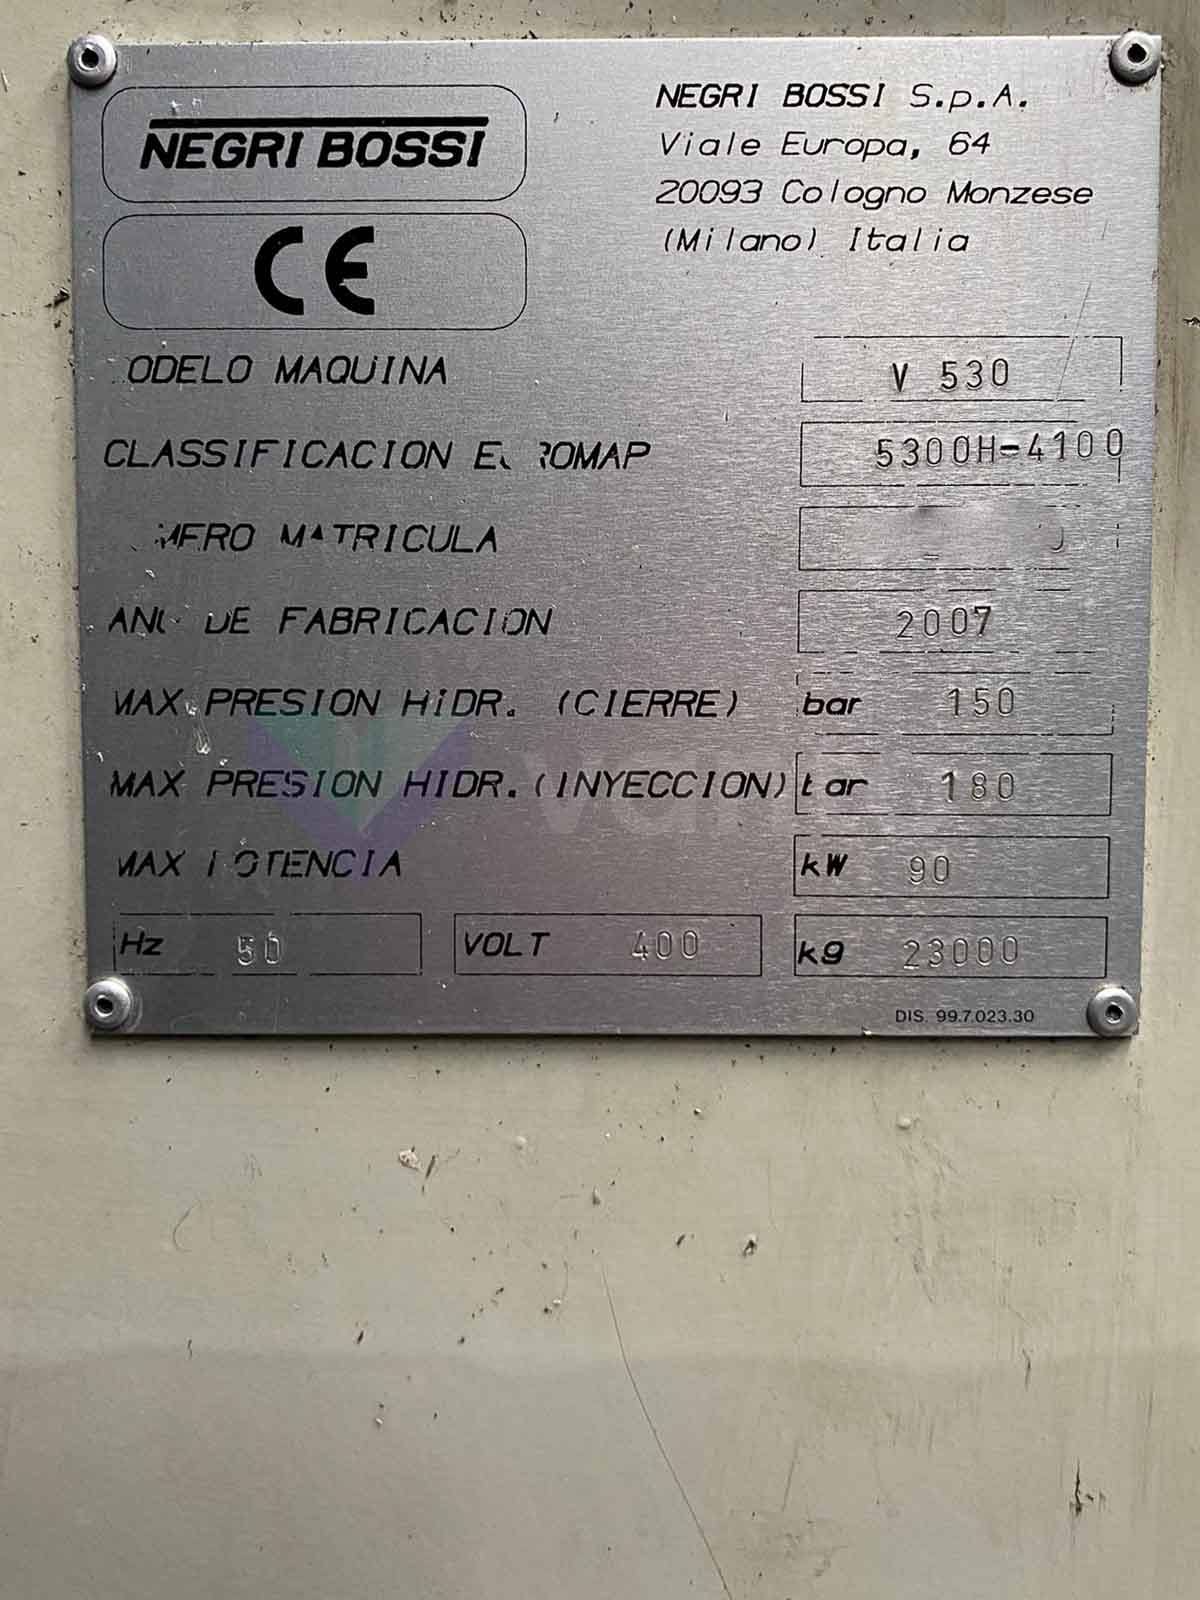 NEGRI BOSSI
NEGRI BOSSI S.p.A.
Viale Europa, 64
20093 Cologno Monzese
(Milano) Italia
CE
ODELO MAQUINA V 530
CLASSIFICACION E ROMAP 5300H-4100
MERO MATRICULA
ANO DE FABRICACION 2007
MAX PRESION HIDR. (CIERRE) bar 150
MAX PRESION HIDR. (INYECCION) bar 180
MAX POTENCIA kW 90
Hz 50 VOLT 400 kg 23000
DIS. 99.7.023.30